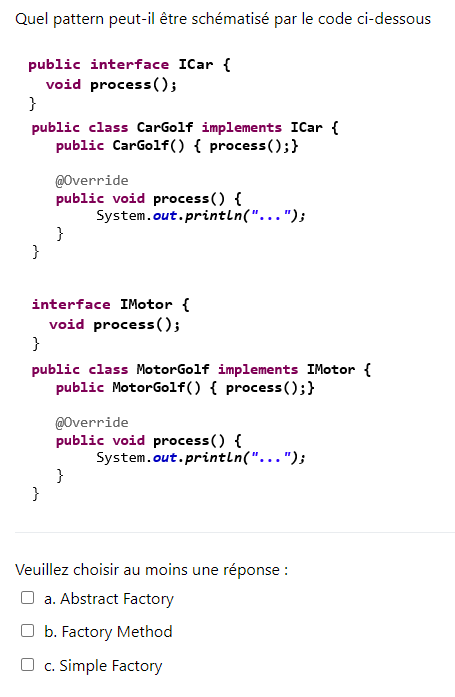 Quel pattern peut-il être schématisé par le code ci-dessous
public interface ICar {
void process();
}
public class CarGolf implements ICar {
public CarGolf() { process();}
@Override
public void process() {
System.out.println("...");
}
}
interface IMotor {
void process();
}
public class MotorGolf implements IMotor {
public MotorGolf() { process();}
@Override
public void process() {
System.out.println("...");
}
}
Veuillez choisir au moins une réponse :
a. Abstract Factory
b. Factory Method
c. Simple Factory